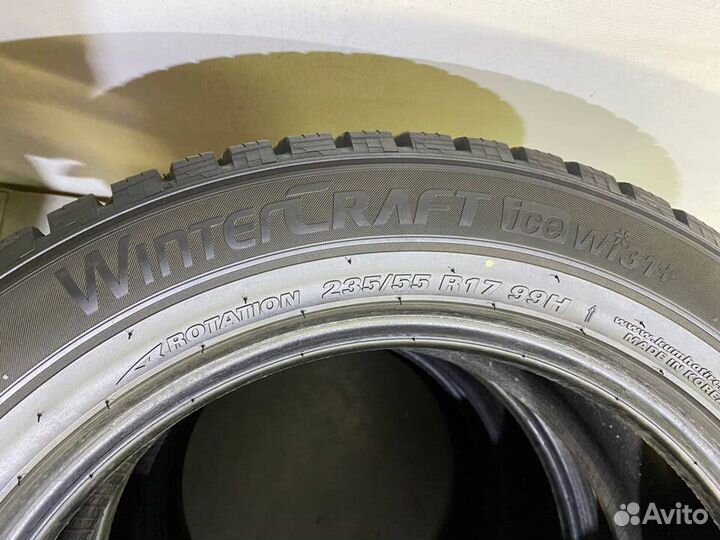 WINTERCRAFT ice Wi31+
ROTATION 235/55 R17 99H
www.kumhotire
MADE IN KOREA
Avito